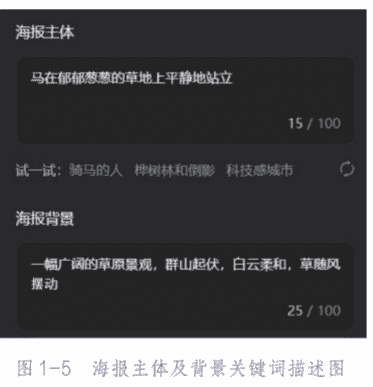 海报主体
马在郁郁葱葱的草地上平静地站立
15 / 100
试一试： 骑马的人 桦树林和倒影 科技感城市
海报背景
一幅广阔的草原景观，群山起伏，白云柔和，草随风
摆动
25 / 100
图 1-5 海报主体及背景关键词描述图